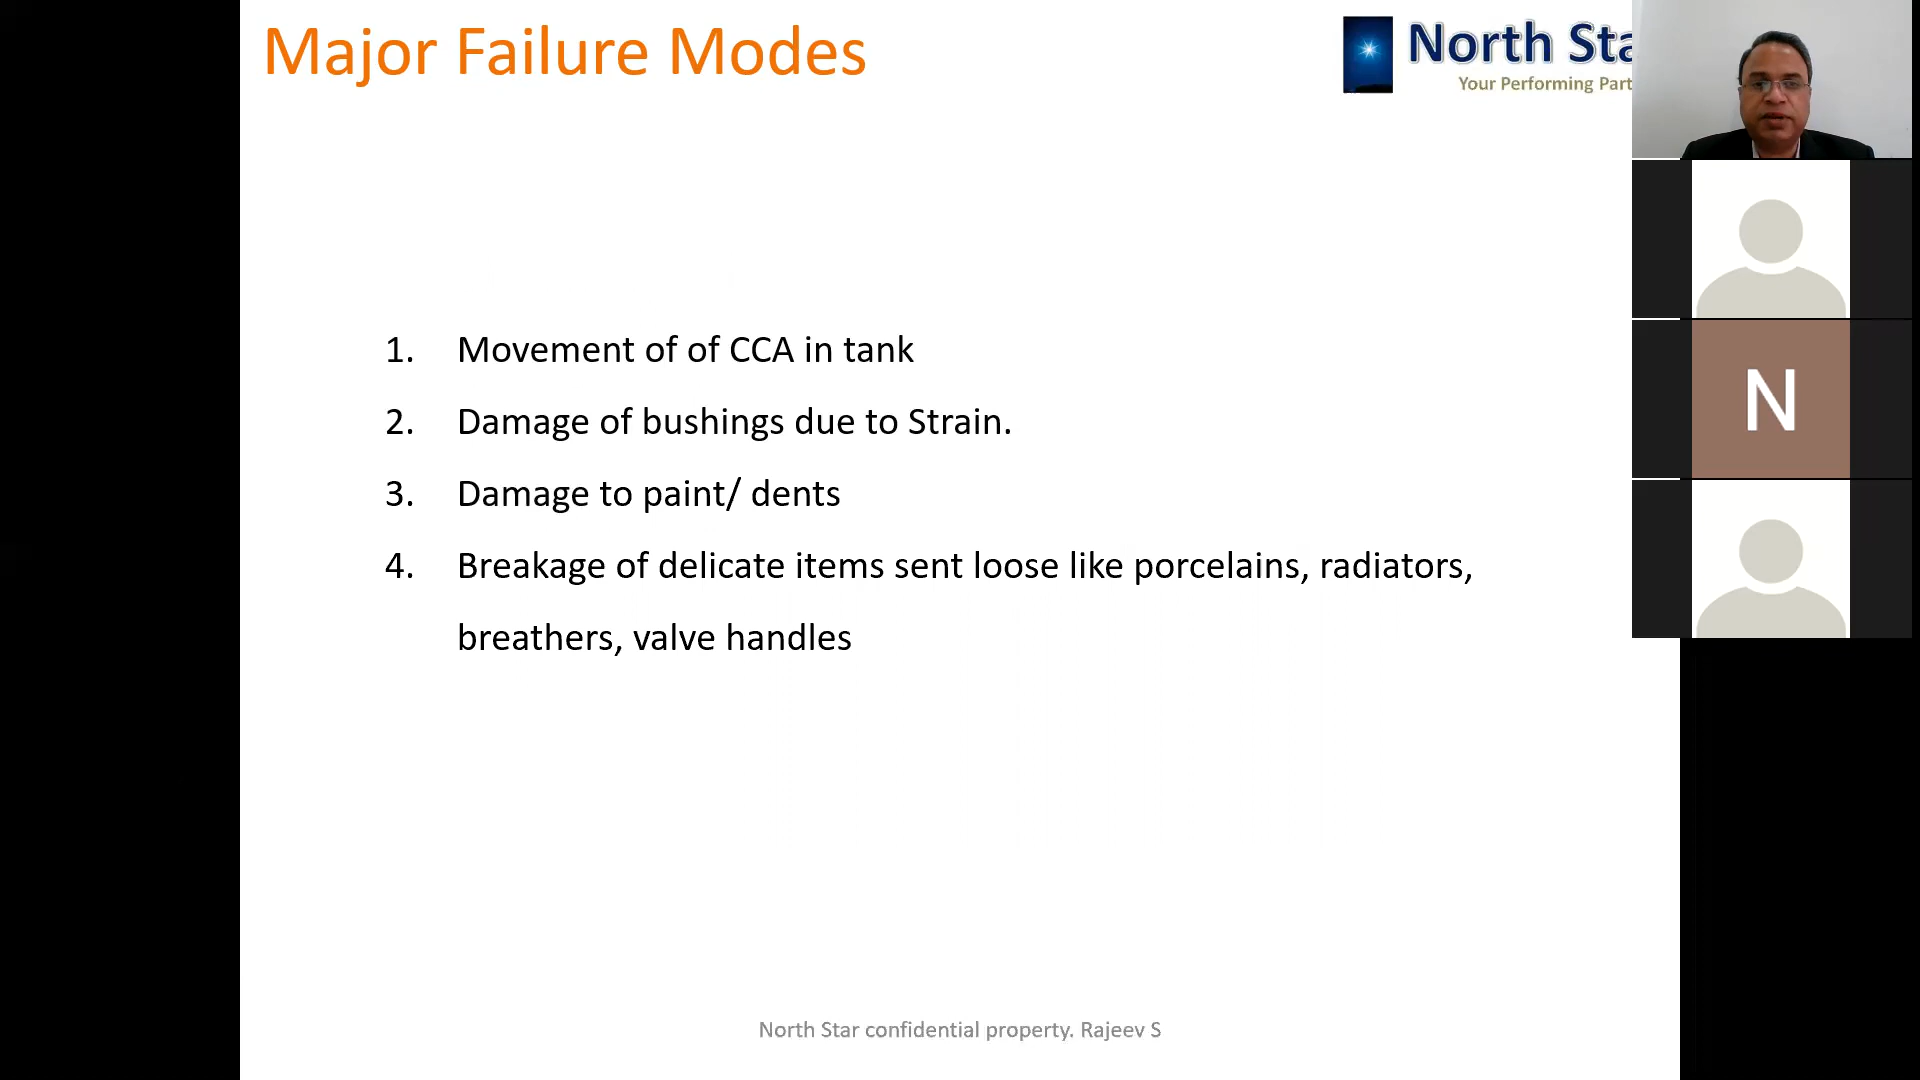 Major Failure Modes
North Sta
Your Performing Part
1. Movement of of CCA in tank
2. Damage of bushings due to Strain.
3. Damage to paint/ dents
4. Breakage of delicate items sent loose like porcelains, radiators,
breathers, valve handles
N
North Star confidential property. Rajeev S